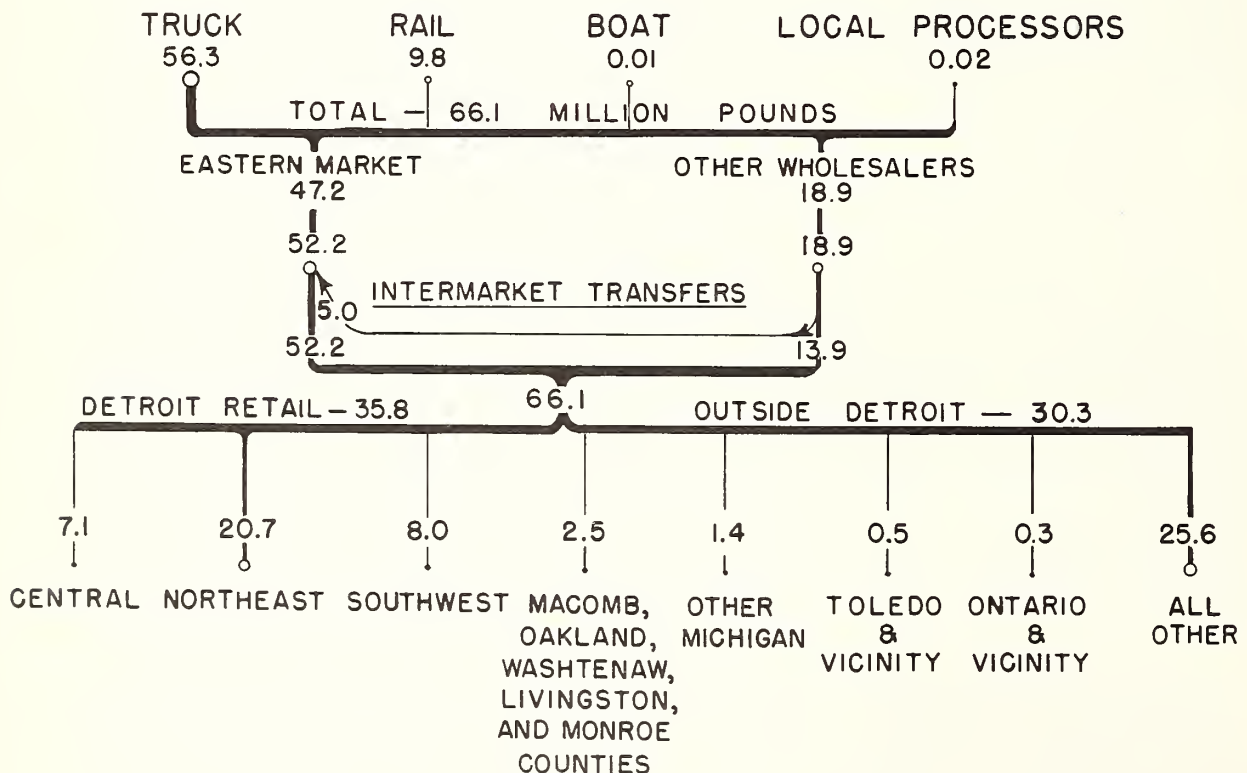 TRUCK RAIL BOAT LOCAL PROCESSORS
56.3 9.8 0.01 0.02
TOTAL — 66.1 MILLION POUNDS
EASTERN MARKET OTHER WHOLESALERS
47.2 18.9
52.2 18.9
INTERMARKET TRANSFERS
5.0
52.2 13.9
66.1
DETROIT RETAIL — 35.8 OUTSIDE DETROIT — 30.3
7.1 20.7 8.0 2.5 1.4 0.5 0.3 25.6
CENTRAL NORTHEAST SOUTHWEST MACOMB, OTHER TOLEDO ONTARIO ALL
OAKLAND, MICHIGAN & & OTHER
WASHTENAW, VICINITY VICINITY
LIVINGSTON,
AND MONROE
COUNTIES